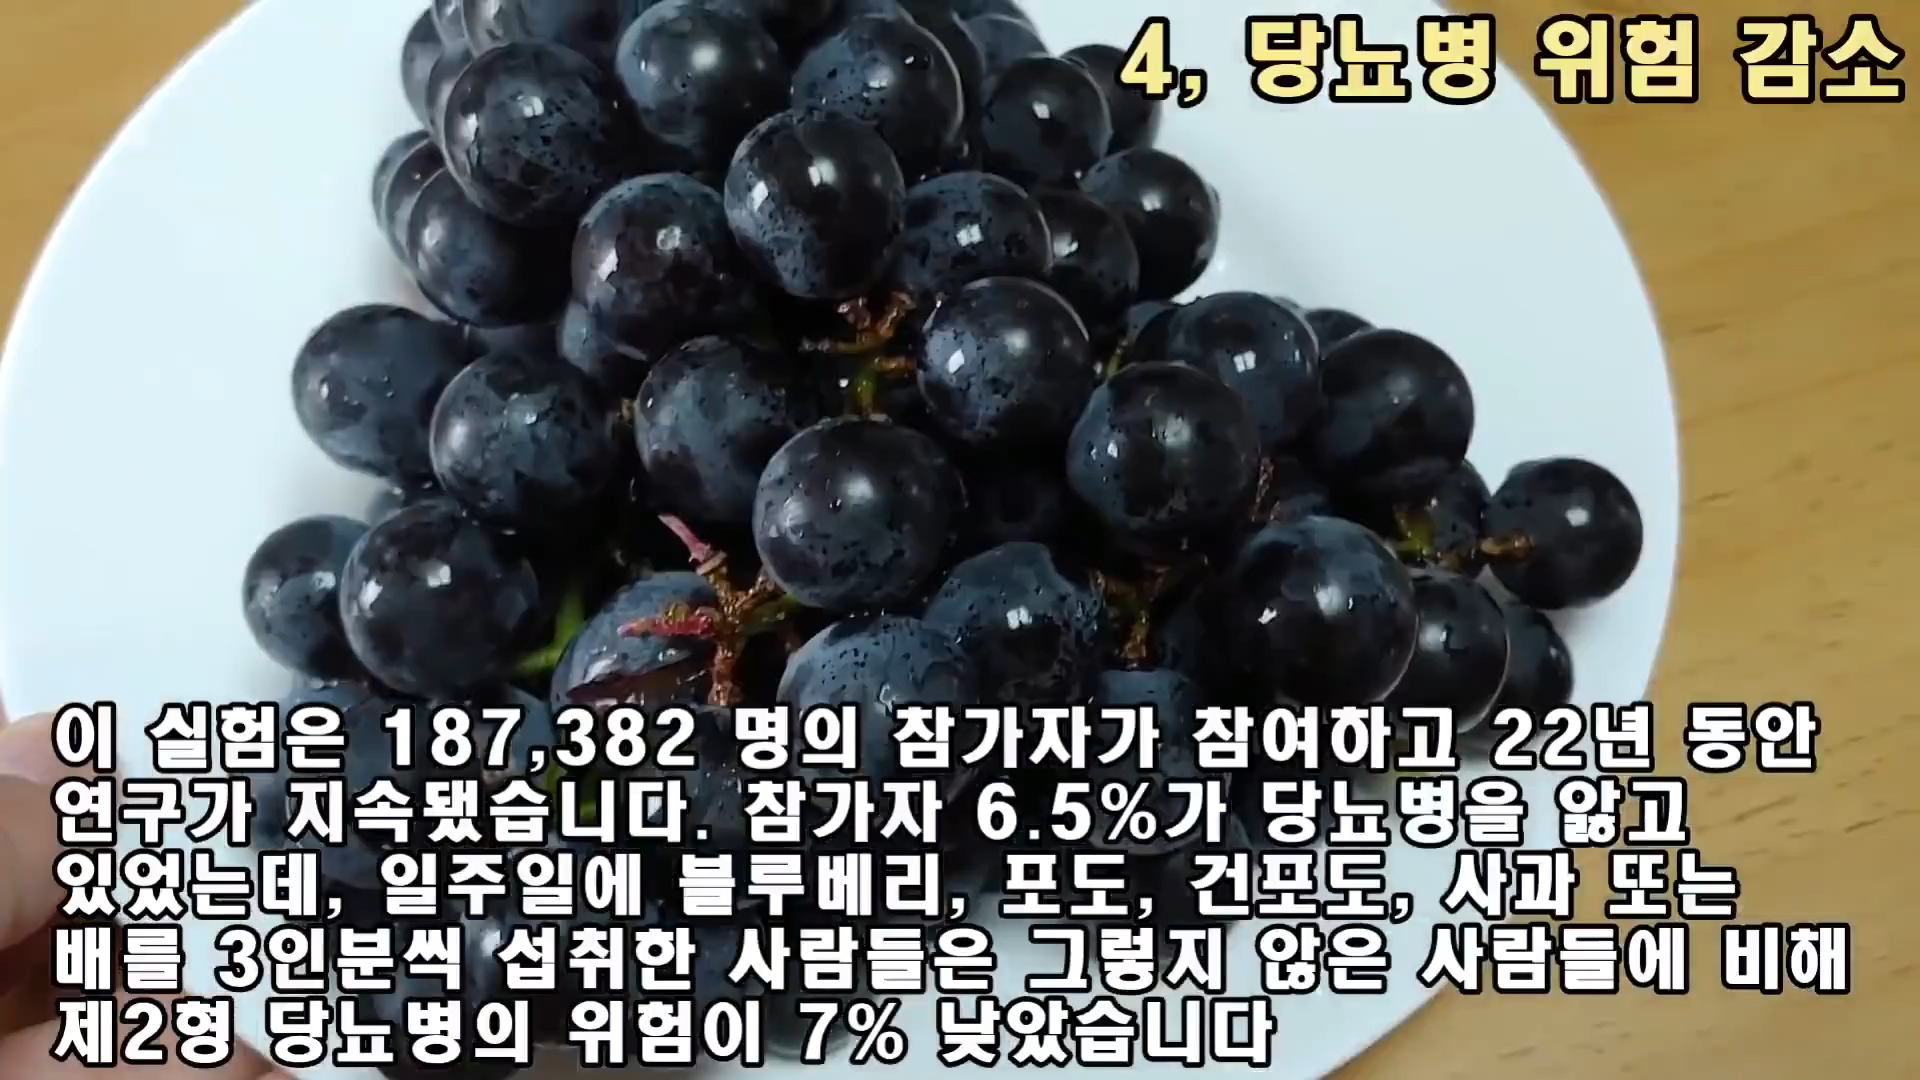 4, 당뇨병 위험 감소
이 실험은 187,382 명의 참가자가 참여하고 22년 동안
연구가 지속됐습니다. 참가자 6.5%가 당뇨병을 앓고
있었는데, 일주일에 블루베리, 포도, 건포도, 사과 또는
배를 3인분씩 섭취한 사람들은 그렇지 않은 사람들에 비해
제2형 당뇨병의 위험이 7% 낮았습니다